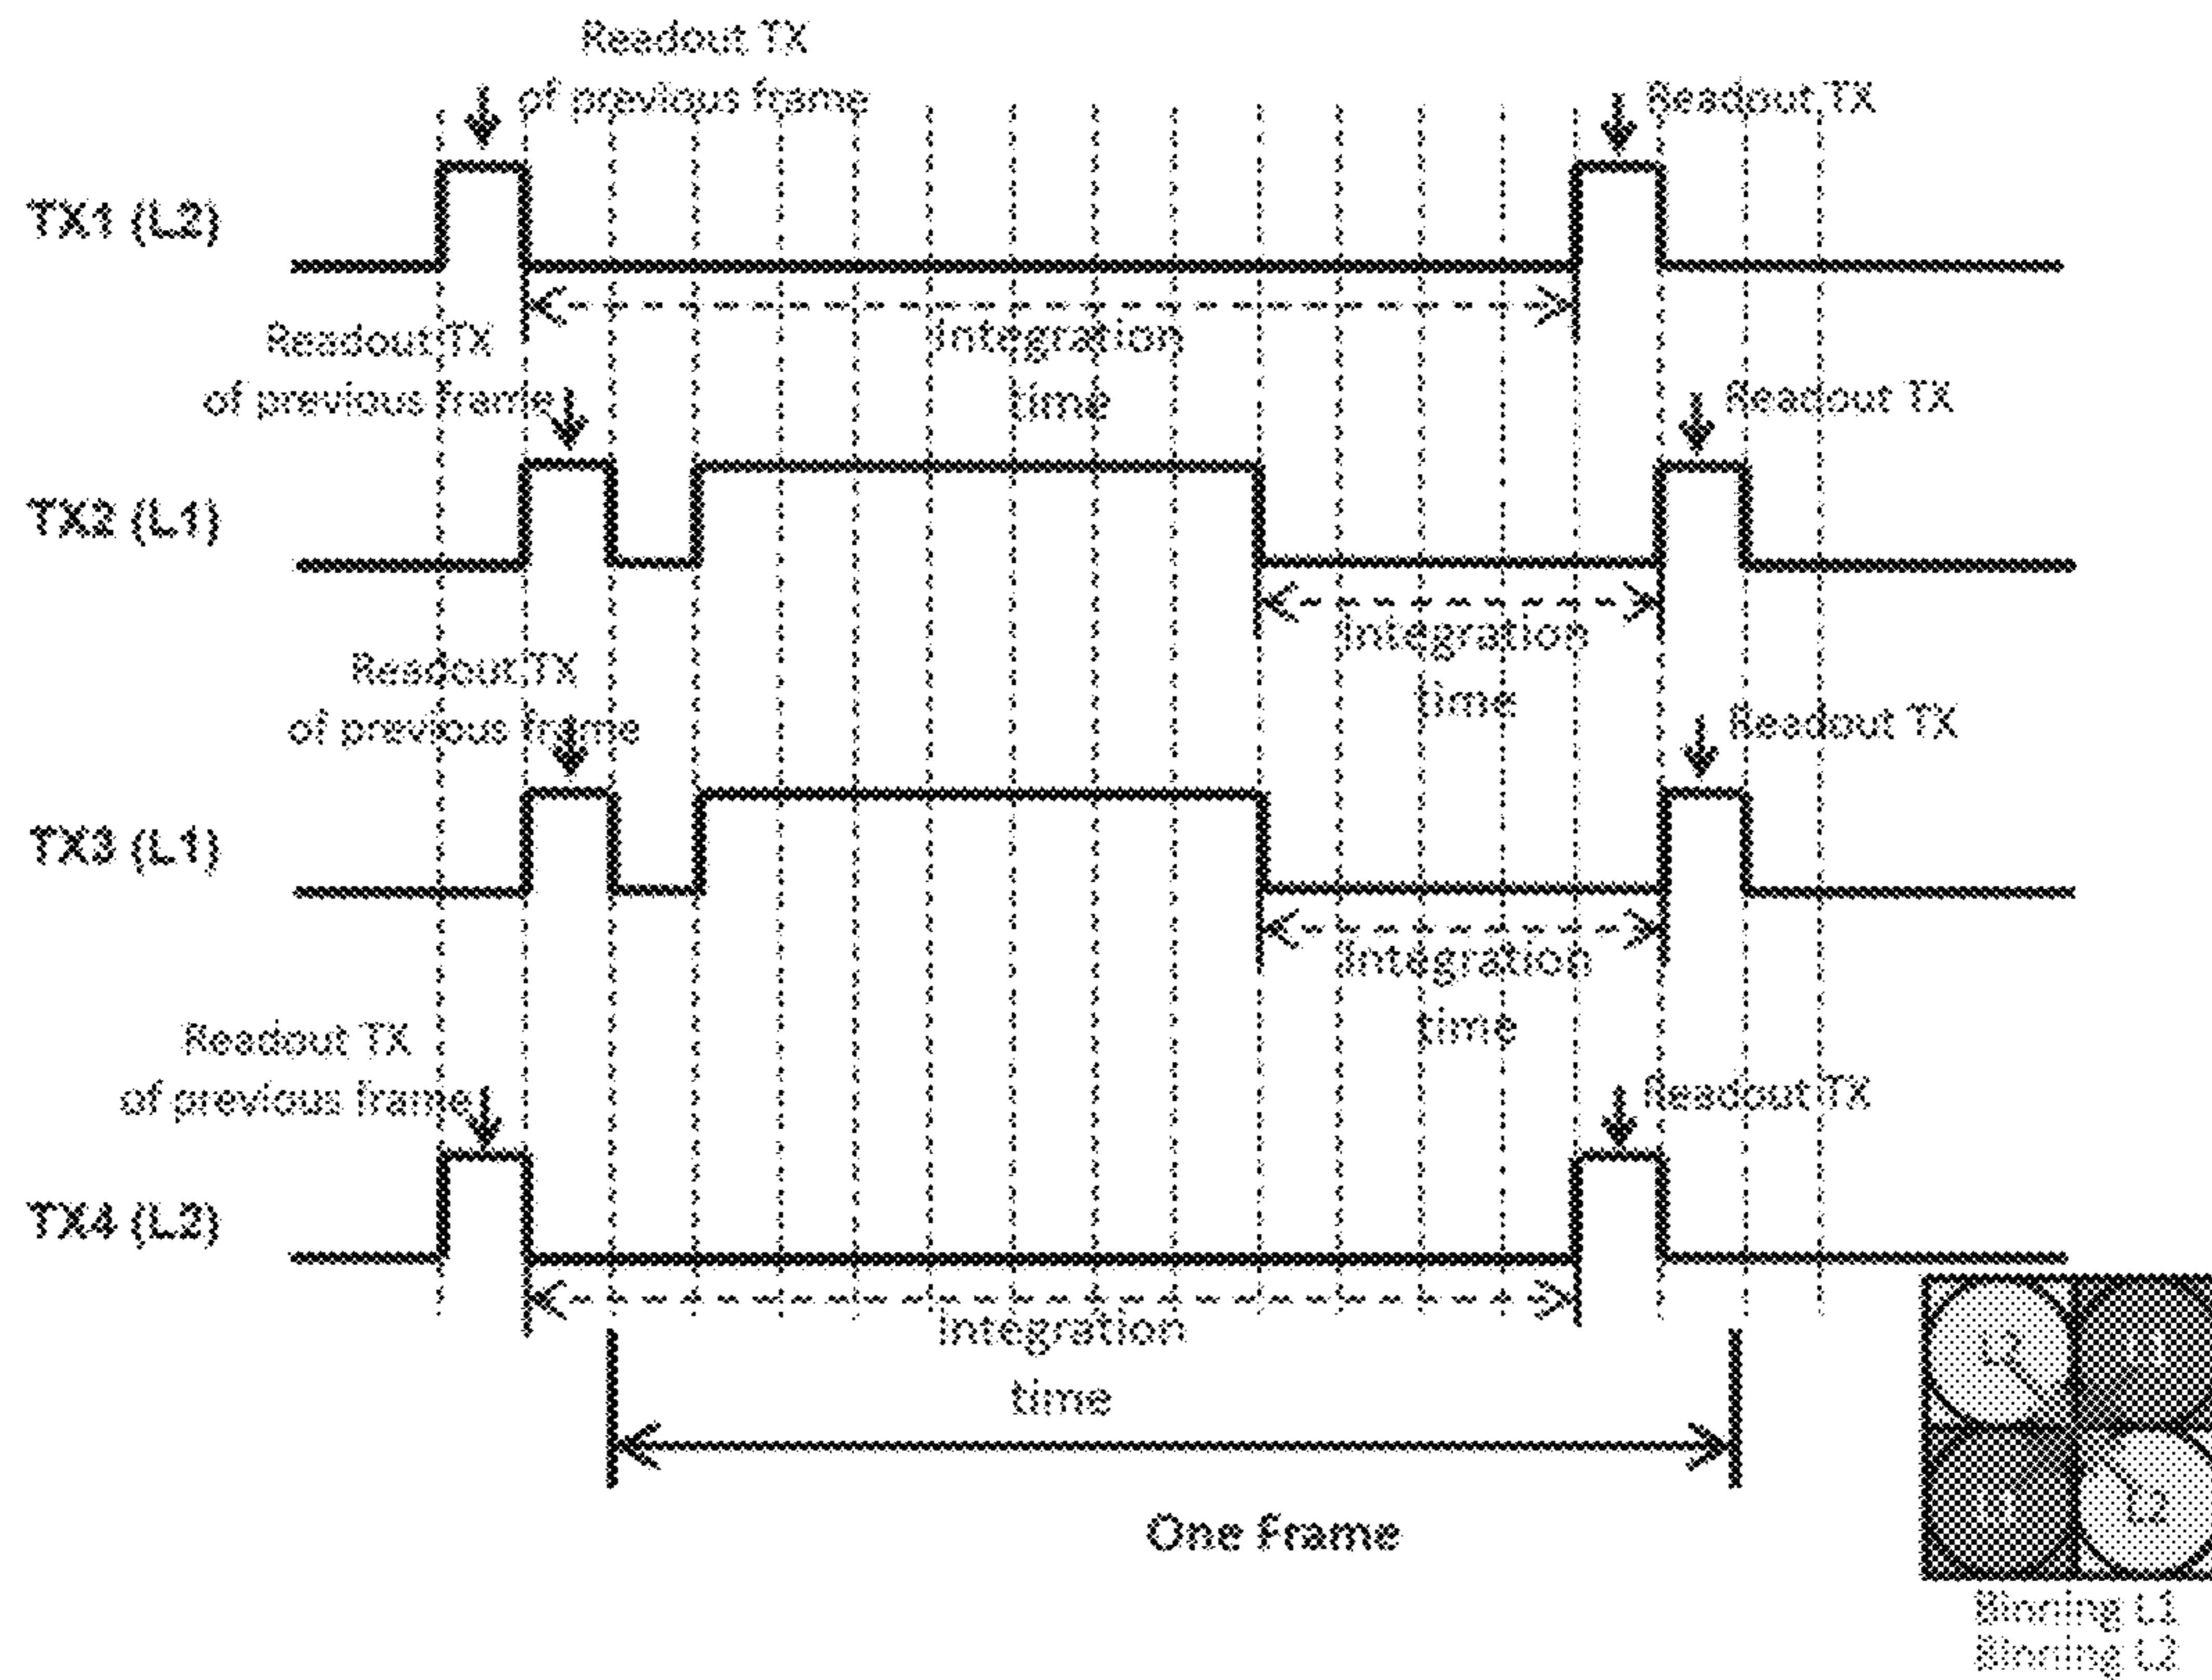 Readout TX
of previous frame
Readout TX
TX1 (L2)
Integration
time
Readout TX
of previous frame
Readout TX
TX2 (L1)
Integration
time
Readout TX
of previous frame
Readout TX
TX3 (L1)
Integration
time
Readout TX
of previous frame
Readout TX
TX4 (L2)
Integration
time
One Frame
L2
L2
Binning L1
Binning L2